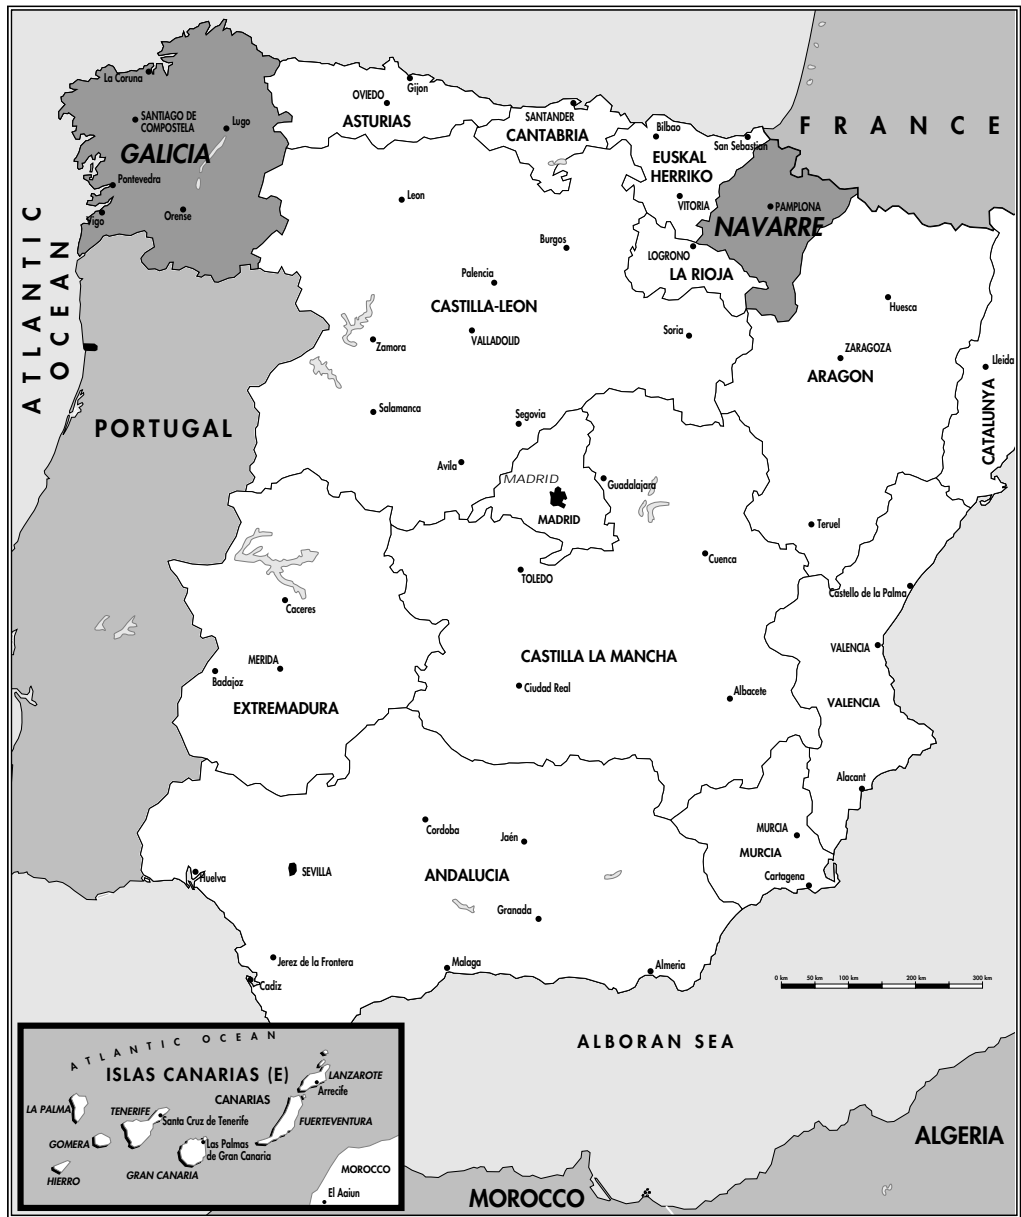 La Coruna
SANTIAGO DE
COMPOSTELA
Lugo
GALICIA
Pontevedra
Vigo
Orense
OVIEDO
Gijon
ASTURIAS
SANTANDER
CANTABRIA
Bilbao
San Sebastian
EUSKAL
HERRIKO
VITORIA
FRANCE
PAMPLONA
NAVARRE
LOGRONO
LA RIOJA
ATLANTIC
OCEAN
Leon
Burgos
Palencia
CASTILLA-LEON
VALLADOLID
Zamora
Soria
Salamanca
Segovia
Avila
Huesca
ZARAGOZA
ARAGON
Teruel
Lleida
CATALUNYA
PORTUGAL
MADRID
MADRID
Guadalajara
Cuenca
TOLEDO
CASTILLA LA MANCHA
Ciudad Real
Albacete
Caceres
MERIDA
Badajoz
EXTREMADURA
Castello de la Palma
VALENCIA
VALENCIA
Alacant
MURCIA
MURCIA
Cartagena
Cordoba
Jaén
Huelva
SEVILLA
ANDALUCIA
Granada
Jerez de la Frontera
Cadiz
Malaga
Almeria
0 km 50 km 100 km 200 km 300 km
ALBORAN SEA
ATLANTIC OCEAN
ISLAS CANARIAS (E)
CANARIAS
LANZAROTE
Arrecife
FUERTEVENTURA
LA PALMA
TENERIFE
Santa Cruz de Tenerife
GOMERA
Las Palmas
de Gran Canaria
HIERRO
GRAN CANARIA
MOROCCO
El Aaiun
MOROCCO
ALGERIA